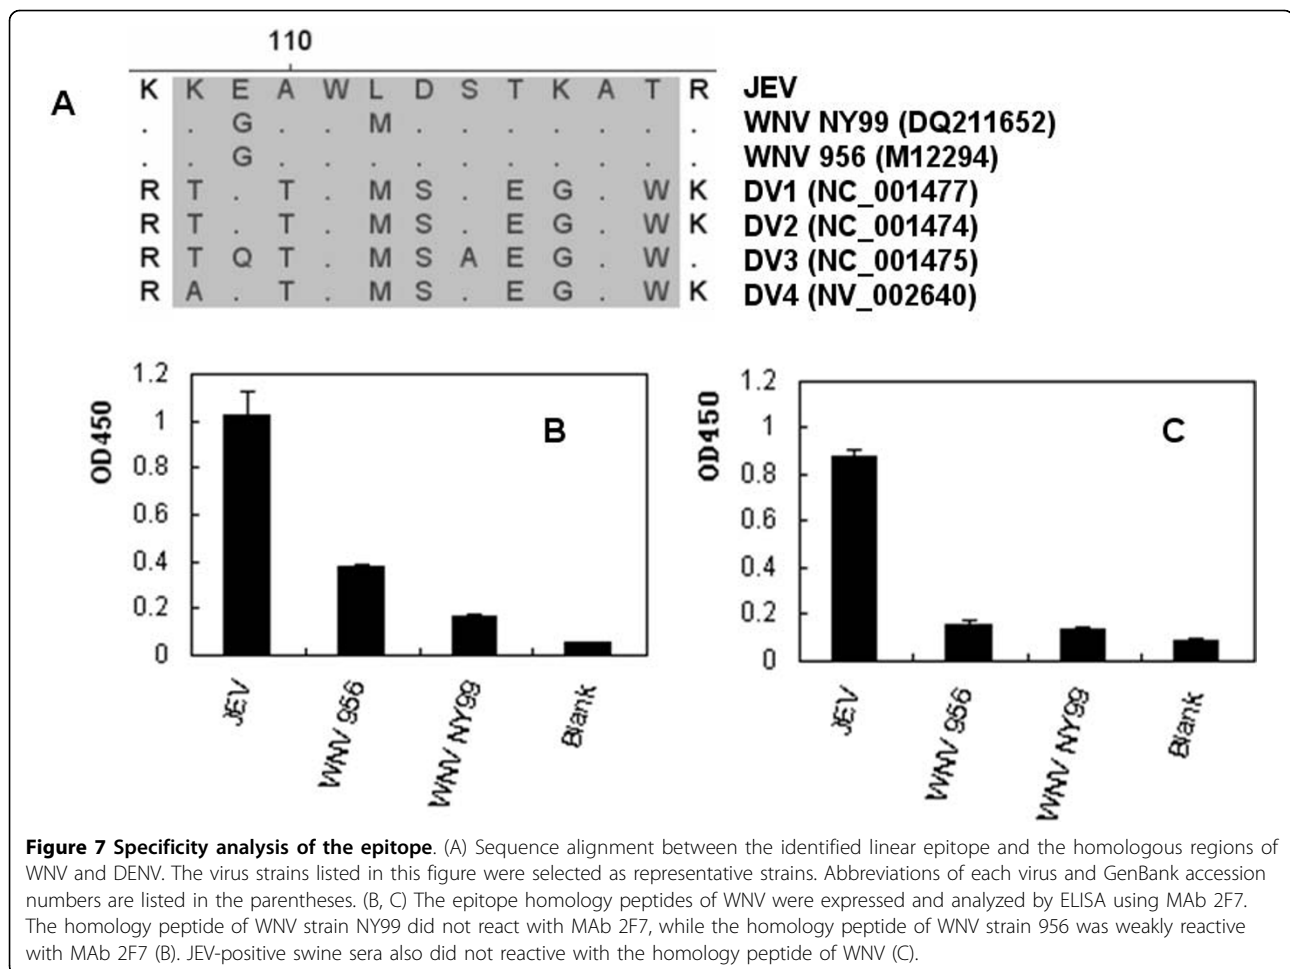 110
A
K K E A W L D S T K A T R JEV
. . G . . M . . . . . . . WNV NY99 (DQ211652)
. . G . . . . . . . . . . WNV 956 (M12294)
R T . T . M S . E G . W K DV1 (NC_001477)
R T . T . M S . E G . W K DV2 (NC_001474)
R T Q T . M S A E G . W . DV3 (NC_001475)
R A . T . M S . E G . W K DV4 (NV_002640)
B
OD450
1.2
1
0.8
0.6
0.4
0.2
0
JEV
WNV 956
WNV NY99
Blank
C
OD450
1.2
1
0.8
0.6
0.4
0.2
0
JEV
WNV 956
WNV NY99
Blank
Figure 7 Specificity analysis of the epitope. (A) Sequence alignment between the identified linear epitope and the homologous regions of
WNV and DENV. The virus strains listed in this figure were selected as representative strains. Abbreviations of each virus and GenBank accession
numbers are listed in the parentheses. (B, C) The epitope homology peptides of WNV were expressed and analyzed by ELISA using MAb 2F7.
The homology peptide of WNV strain NY99 did not react with MAb 2F7, while the homology peptide of WNV strain 956 was weakly reactive
with MAb 2F7 (B). JEV-positive swine sera also did not reactive with the homology peptide of WNV (C).